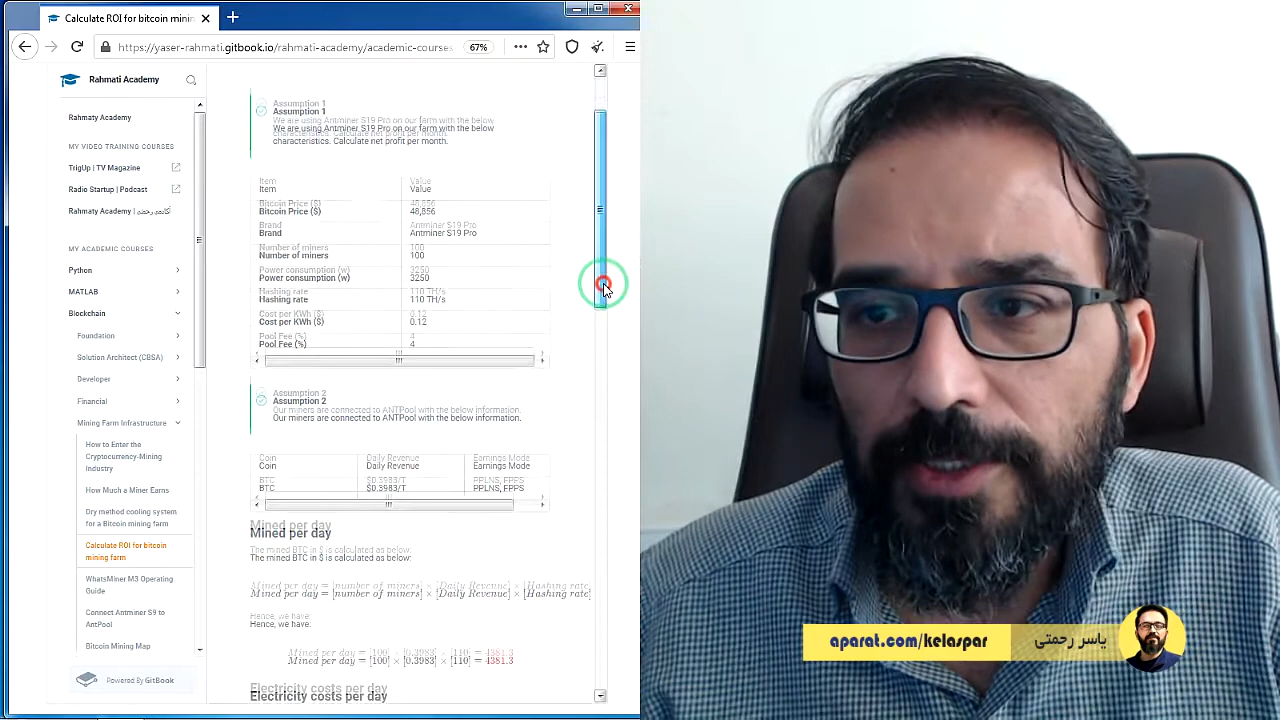 Calculate ROI for bitcoin minin
https://yaser-rahmati.gitbook.io/rahmati-academy/academic-courses
67%
Rahmati Academy
Rahmaty Academy
MY VIDEO TRAINING COURSES
TrigUp | TV Magazine
Radio Startup | Podcast
Rahmaty Academy | آکادمی رحمتی
MY ACADEMIC COURSES
Python
MATLAB
Blockchain
Foundation
Solution Architect (CBSA)
Developer
Financial
Mining Farm Infrastructure
How to Enter the
Cryptocurrency-Mining
Industry
How Much a Miner Earns
Dry method cooling system
for a Bitcoin mining farm
Calculate ROI for bitcoin
mining farm
WhatsMiner M3 Operating
Guide
Connect Antminer S9 to
AntPool
Bitcoin Mining Map
Powered By GitBook
Assumption 1
We are using Antminer S19 Pro on our farm with the below
characteristics. Calculate net profit per month.
Item Value
Bitcoin Price ($) 48,856
Brand Antminer S19 Pro
Number of miners 100
Power consumption (w) 3250
Hashing rate 110 TH/s
Cost per KWh ($) 0.12
Pool Fee (%) 4
Assumption 2
Our miners are connected to ANTPool with the below information.
Coin Daily Revenue Earnings Mode
BTC $0.3983/T PPLNS, FPPS
Mined per day
The mined BTC in $ is calculated as below:
Mined per day = [number of miners] × [Daily Revenue] × [Hashing rate]
Hence, we have:
Mined per day = [100] × [0.3983] × [110] = 4381.3
Electricity costs per day
aparat.com/kelaspar
یاسر رحمتی